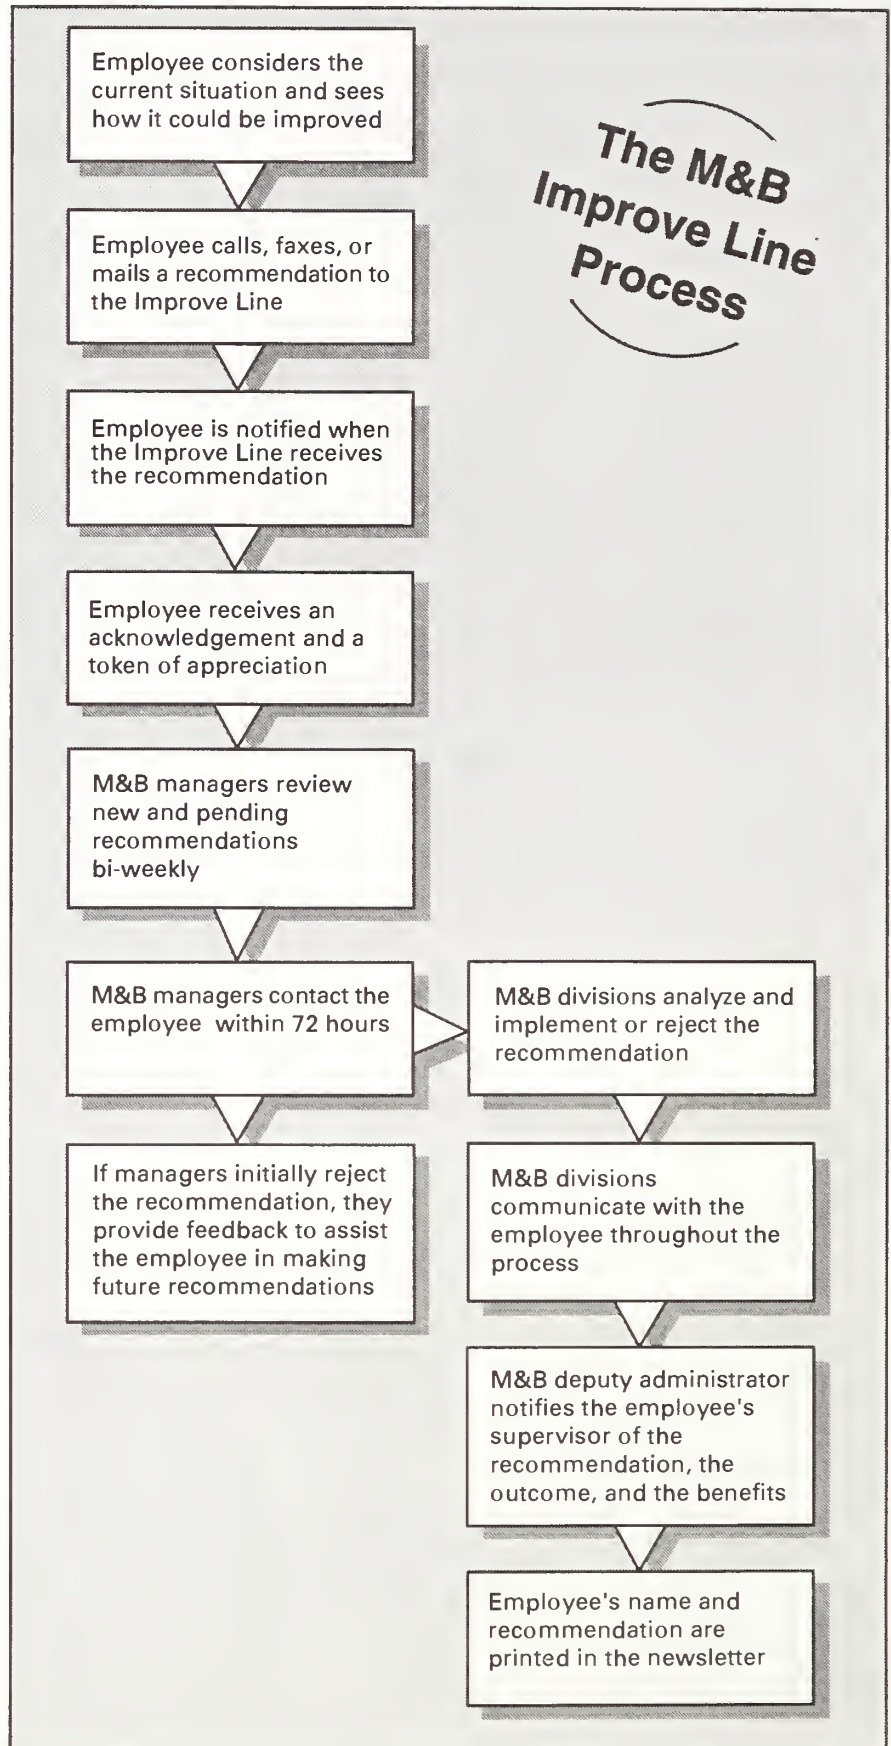 The M&B
Improve Line
Process
Employee considers the
current situation and sees
how it could be improved
Employee calls, faxes, or
mails a recommendation to
the Improve Line
Employee is notified when
the Improve Line receives
the recommendation
Employee receives an
acknowledgement and a
token of appreciation
M&B managers review
new and pending
recommendations
bi-weekly
M&B managers contact the
employee within 72 hours
If managers initially reject
the recommendation, they
provide feedback to assist
the employee in making
future recommendations
M&B divisions analyze and
implement or reject the
recommendation
M&B divisions
communicate with the
employee throughout the
process
M&B deputy administrator
notifies the employee's
supervisor of the
recommendation, the
outcome, and the benefits
Employee's name and
recommendation are
printed in the newsletter